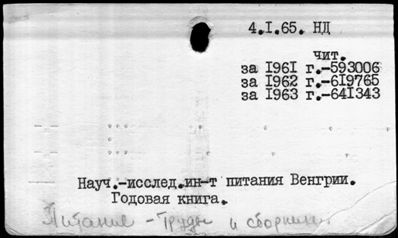 4.I.65. НД
чит.
за I96I г.-593006
за I962 г.-6I9765
за I963 г.-64I343
Науч.-исслед.ин-т питания Венгрии.
Годовая книга.
Питание - Труды и сборники